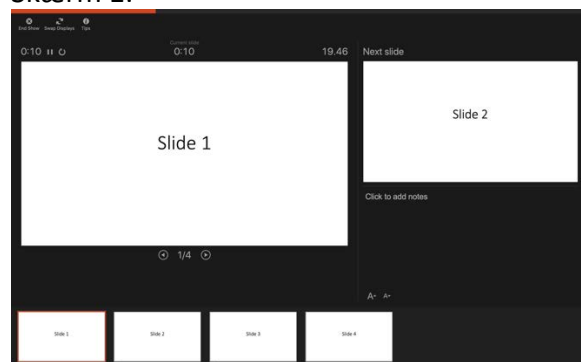 End Show Swap Displays Tips
Current slide
0:10 0:10 19.46 Next slide
Slide 1
Slide 2
Click to add notes
1/4
A A
Slide 1 Slide 2 Slide 3 Slide 4